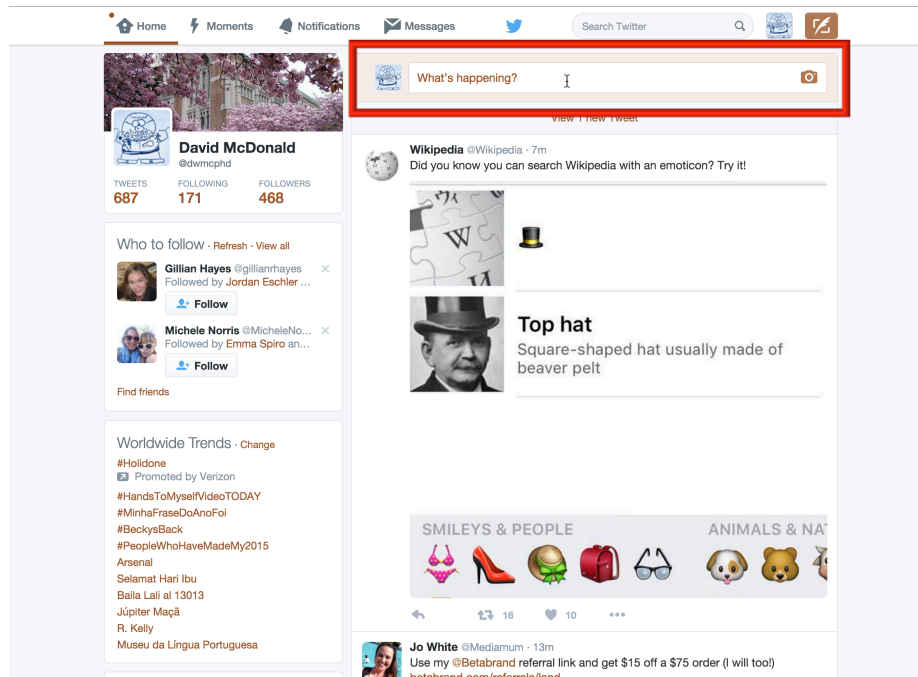 Home Moments Notifications Messages Search Twitter
What's happening?
View 1 new Tweet
David McDonald
@dwmcphd
TWEETS FOLLOWING FOLLOWERS
687 171 468
Who to follow · Refresh · View all
Gillian Hayes @gillianrhayes
Followed by Jordan Eschler ...
Follow
Michele Norris @MicheleNo...
Followed by Emma Spiro an...
Follow
Find friends
Worldwide Trends · Change
#Holidone
Promoted by Verizon
#HandsToMyselfVideoTODAY
#MinhaFraseDoAnoFoi
#BeckysBack
#PeopleWhoHaveMadeMy2015
Arsenal
Selamat Hari Ibu
Baila Lali al 13013
Júpiter Maçã
R. Kelly
Museu da Língua Portuguesa
Wikipedia @Wikipedia · 7m
Did you know you can search Wikipedia with an emoticon? Try it!
W
И
Top hat
Square-shaped hat usually made of
beaver pelt
SMILEYS & PEOPLE ANIMALS & NA
16 10
Jo White @Mediamum · 13m
Use my @Betabrand referral link and get $15 off a $75 order (I will too!)
betabrand.com/referrals/land